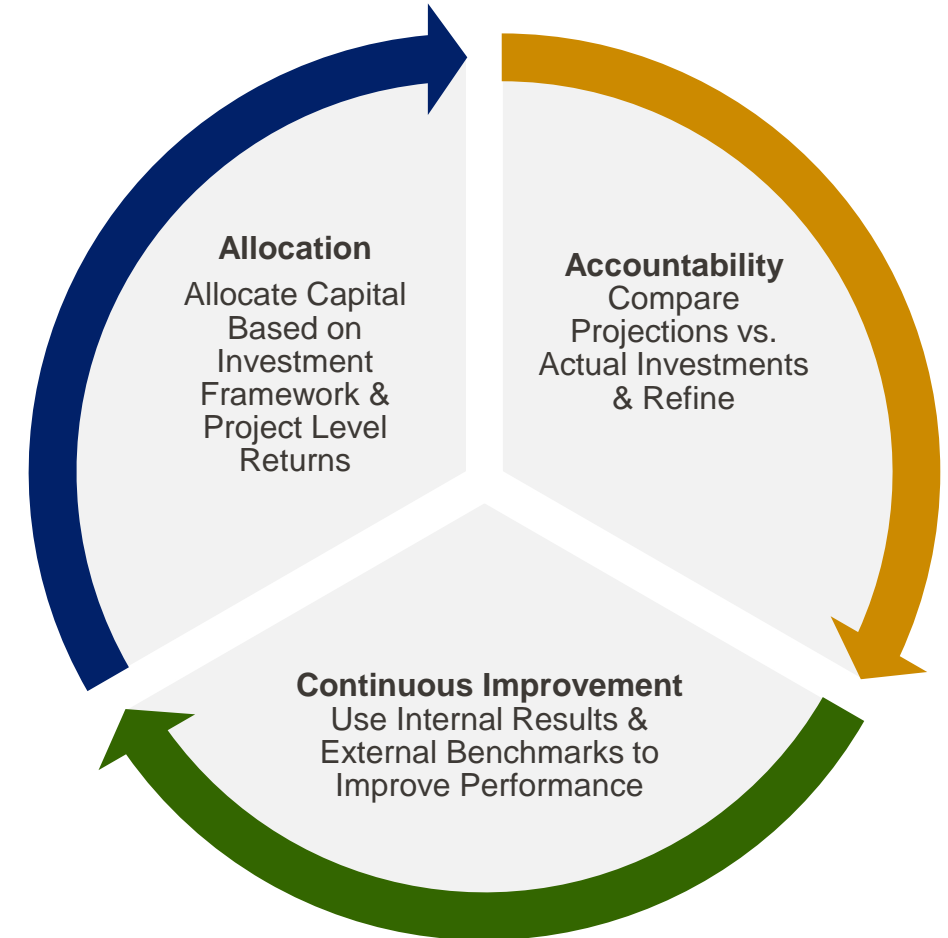 Allocation
Allocate Capital
Based on
Investment
Framework &
Project Level
Returns
Accountability
Compare
Projections vs.
Actual Investments
& Refine
Continuous Improvement
Use Internal Results &
External Benchmarks to
Improve Performance